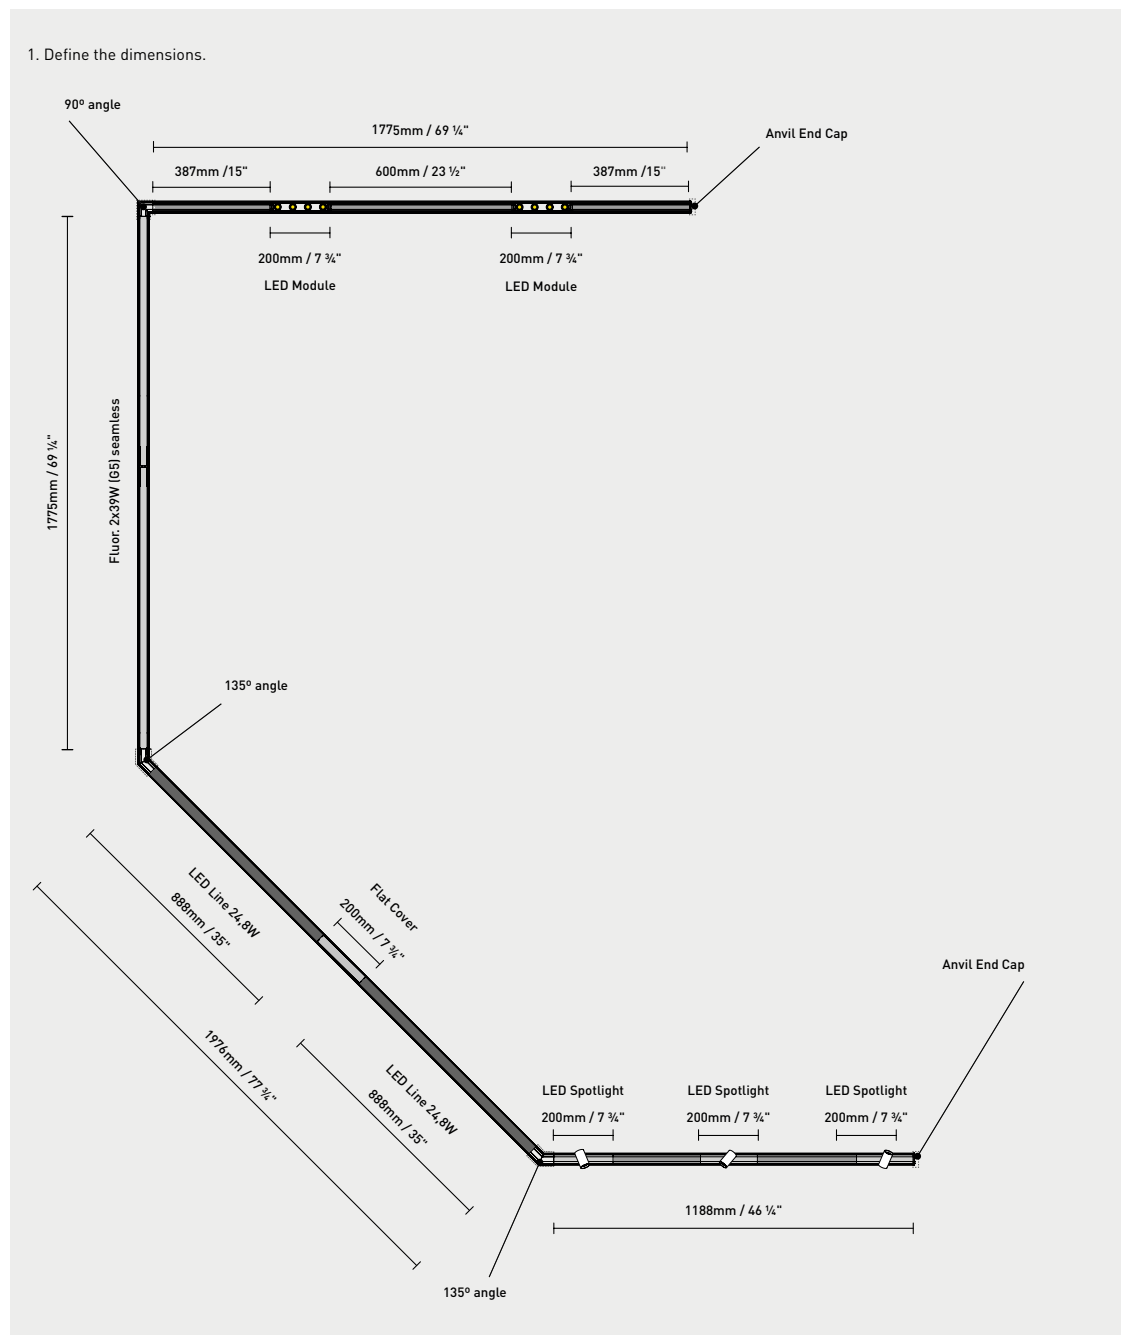 1. Define the dimensions.
90º angle
1775mm / 69 ¼"
Anvil End Cap
387mm /15"
600mm / 23 ½"
387mm /15"
200mm / 7 ¾"
LED Module
200mm / 7 ¾"
LED Module
1775mm / 69 ¼"
Fluor. 2x39W (G5) seamless
135º angle
LED Line 24,8W
888mm / 35"
Flat Cover
200mm / 7 ¾"
1976mm / 77 ¾"
LED Line 24,8W
888mm / 35"
Anvil End Cap
LED Spotlight
200mm / 7 ¾"
LED Spotlight
200mm / 7 ¾"
LED Spotlight
200mm / 7 ¾"
1188mm / 46 ¼"
135º angle